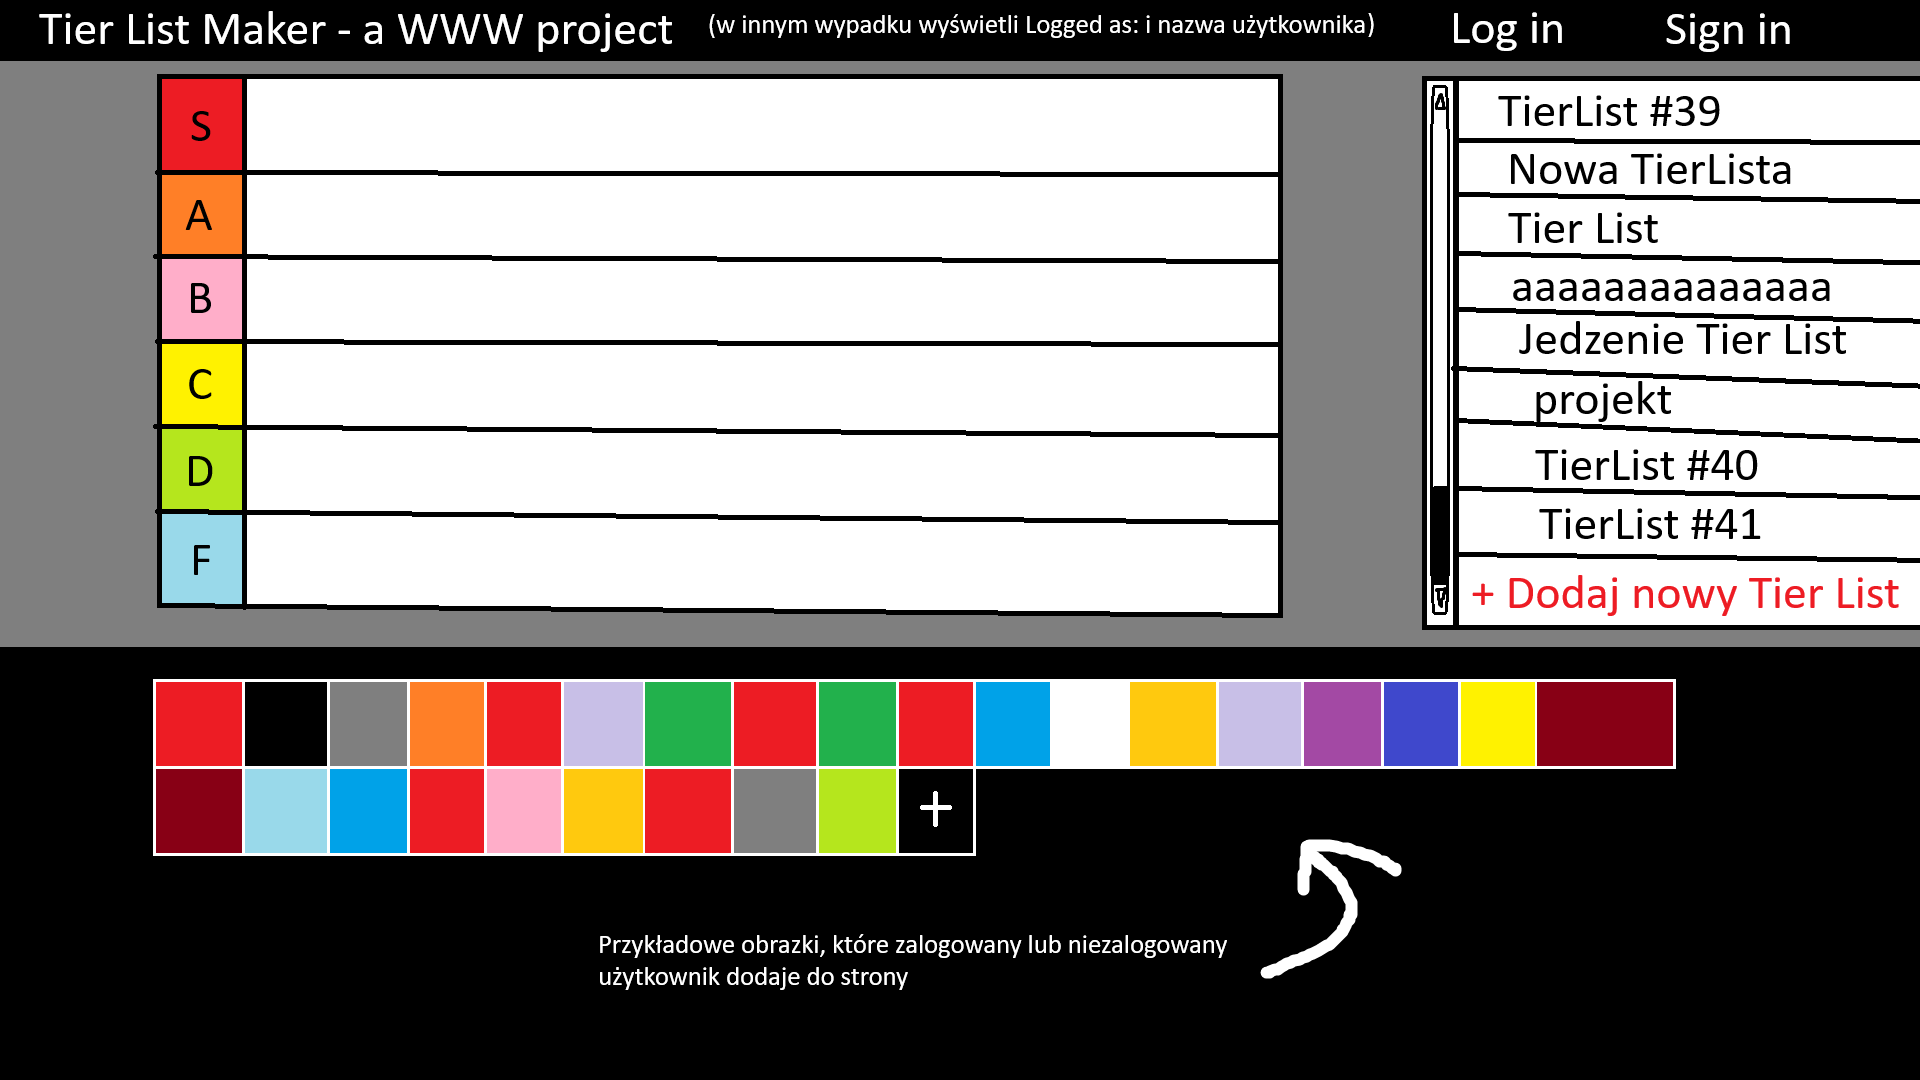 Tier List Maker - a WWW project
(w innym wypadku wyświetli Logged as: i nazwa użytkownika)
Log in
Sign in
S
A
B
C
D
F
TierList #39
Nowa TierLista
Tier List
aaaaaaaaaaaaaa
Jedzenie Tier List
projekt
TierList #40
TierList #41
+ Dodaj nowy Tier List
+
Przykładowe obrazki, które zalogowany lub niezalogowany
użytkownik dodaje do strony